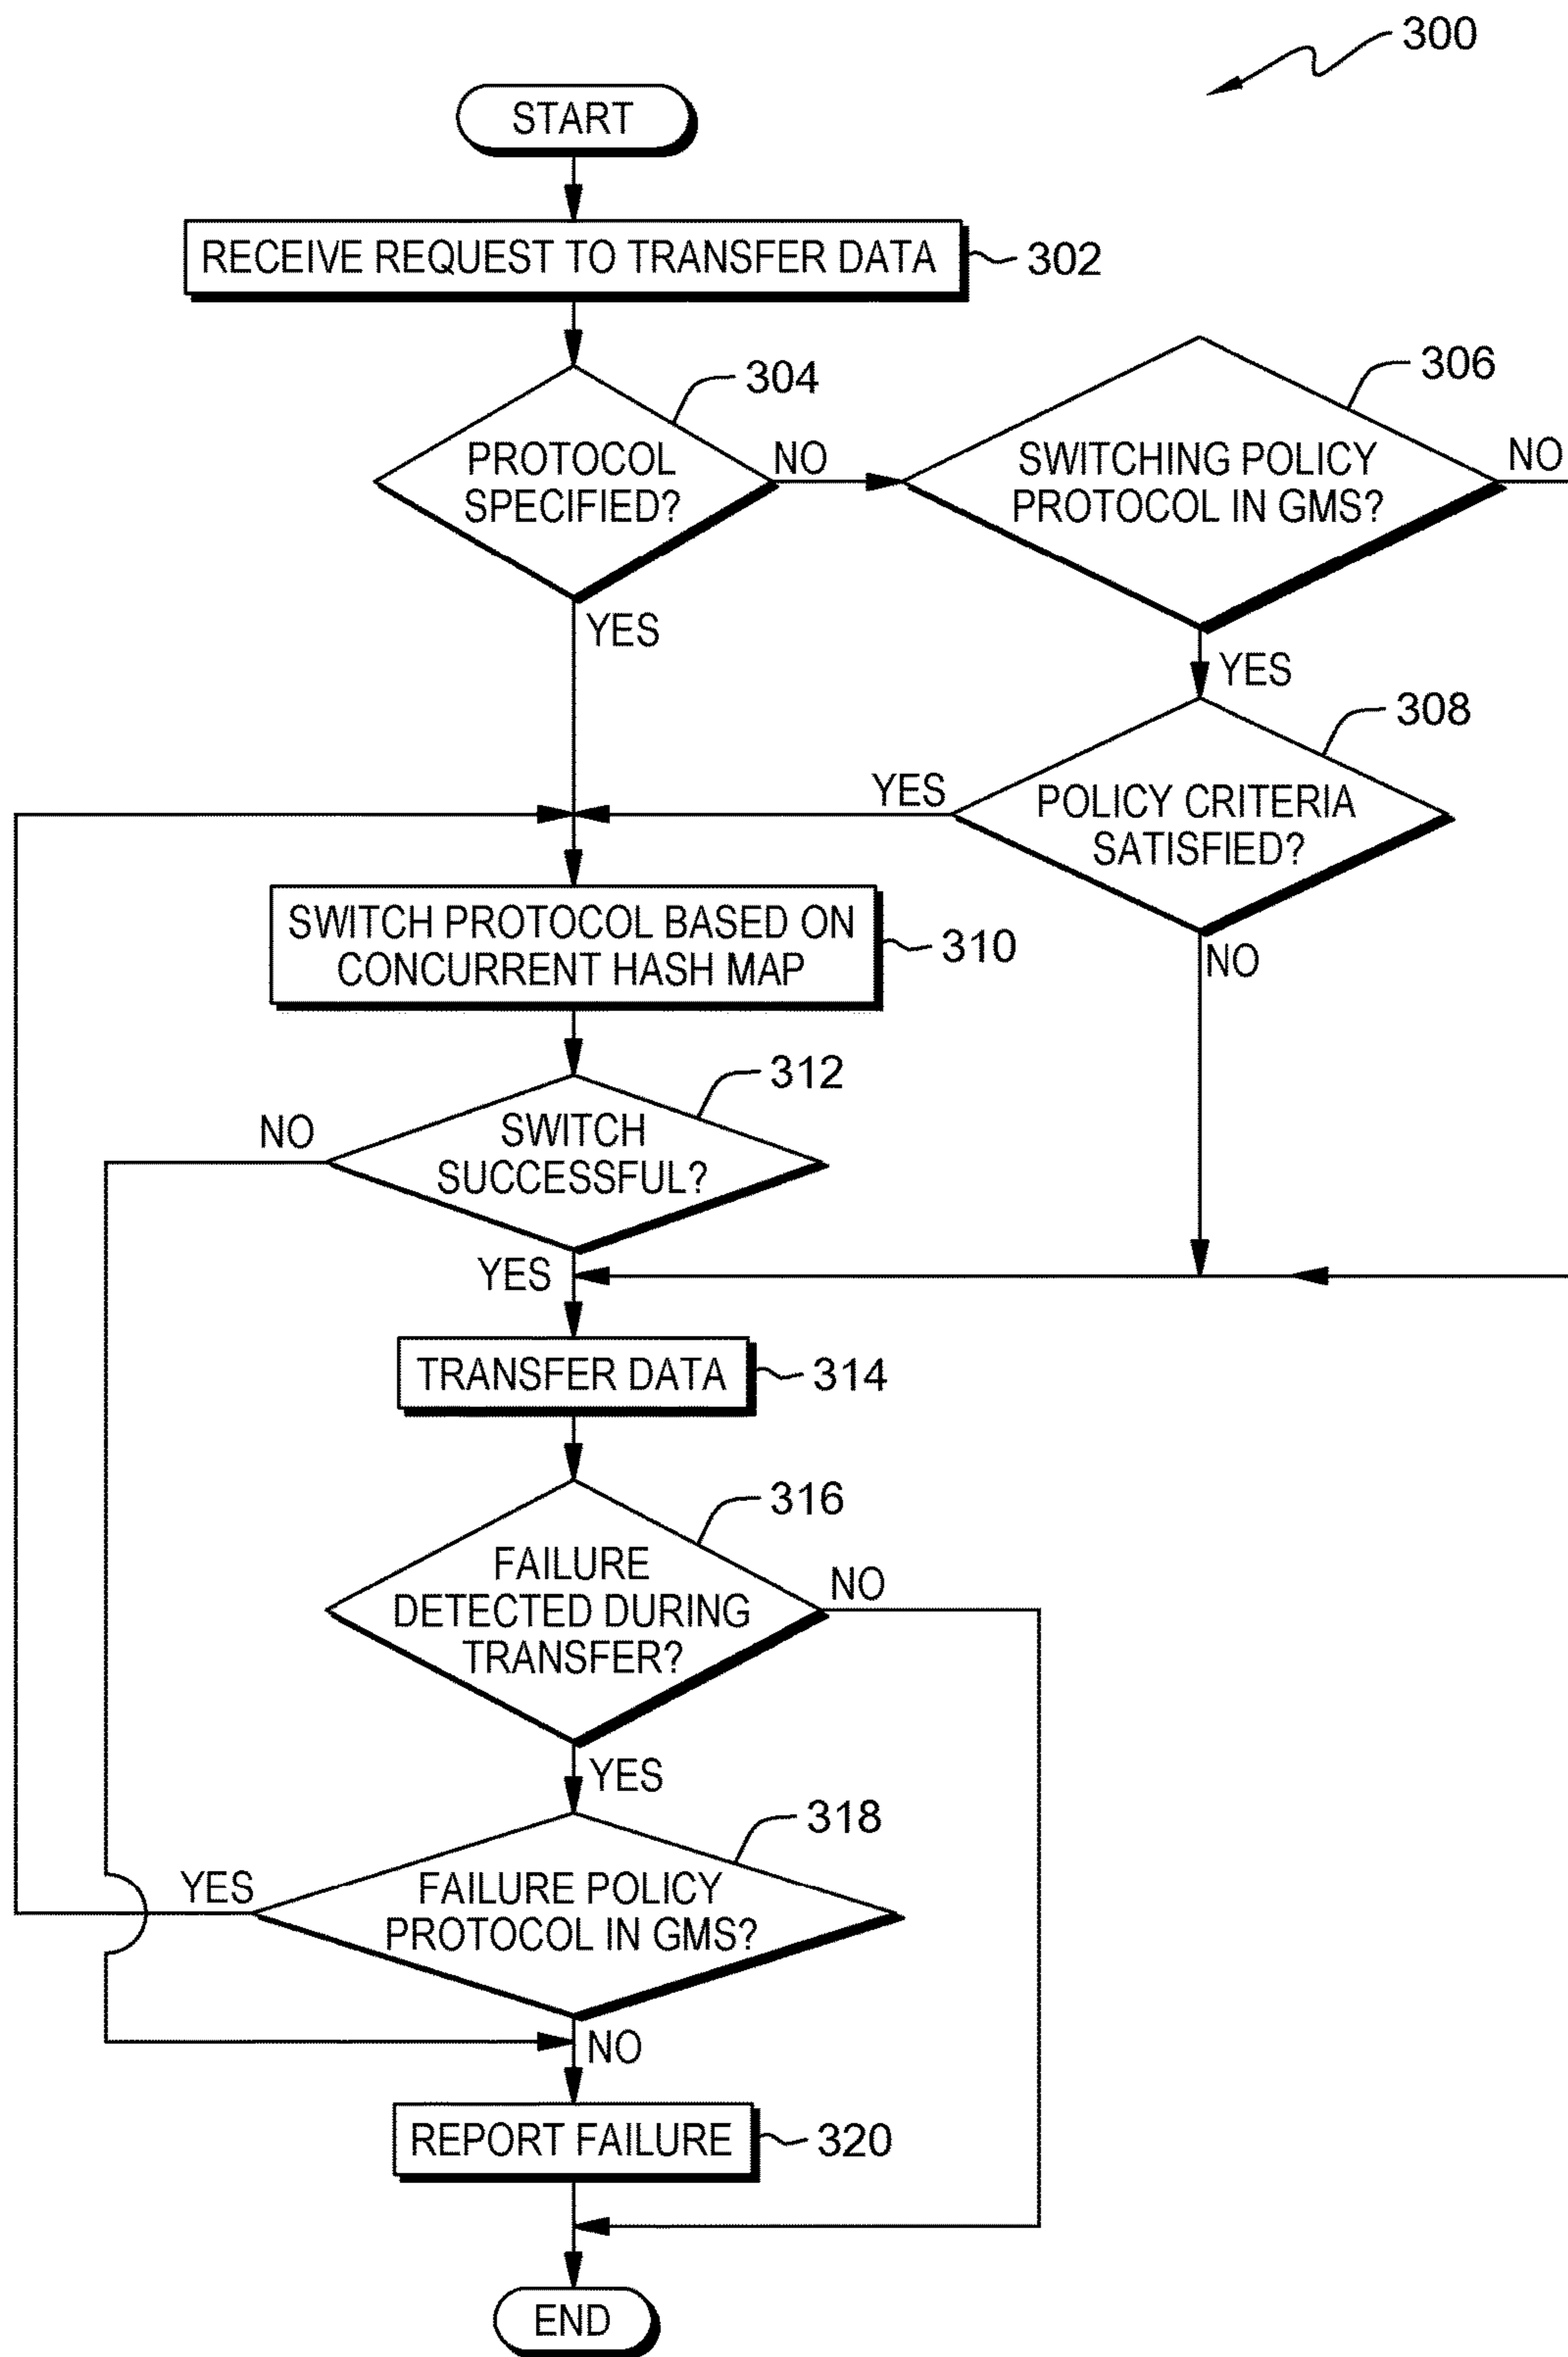 300
START
RECEIVE REQUEST TO TRANSFER DATA
302
304
PROTOCOL
SPECIFIED?
NO
YES
306
SWITCHING POLICY
PROTOCOL IN GMS?
NO
YES
308
POLICY CRITERIA
SATISFIED?
YES
NO
SWITCH PROTOCOL BASED ON
CONCURRENT HASH MAP
310
312
SWITCH
SUCCESSFUL?
NO
YES
TRANSFER DATA
314
316
FAILURE
DETECTED DURING
TRANSFER?
NO
YES
318
FAILURE POLICY
PROTOCOL IN GMS?
YES
NO
REPORT FAILURE
320
END